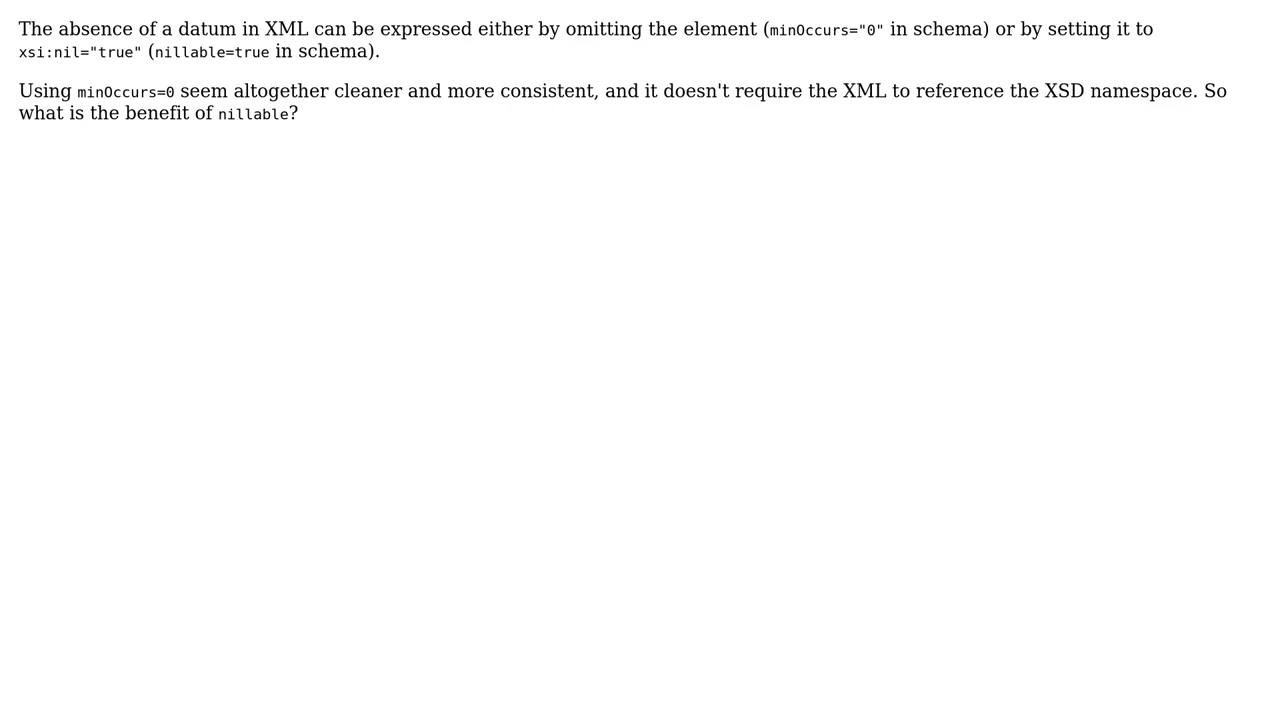 The absence of a datum in XML can be expressed either by omitting the element (minOccurs="0" in schema) or by setting it to
xsi:nil="true" (nillable=true in schema).
Using minOccurs=0 seem altogether cleaner and more consistent, and it doesn't require the XML to reference the XSD namespace. So
what is the benefit of nillable?